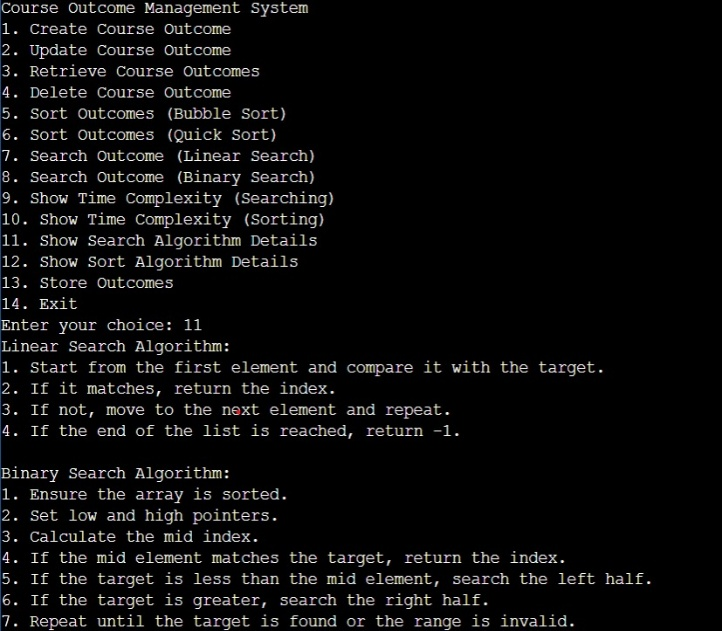 Course Outcome Management System
1. Create Course Outcome
2. Update Course Outcome
3. Retrieve Course Outcomes
4. Delete Course Outcome
5. Sort Outcomes (Bubble Sort)
6. Sort Outcomes (Quick Sort)
7. Search Outcome (Linear Search)
8. Search Outcome (Binary Search)
9. Show Time Complexity (Searching)
10. Show Time Complexity (Sorting)
11. Show Search Algorithm Details
12. Show Sort Algorithm Details
13. Store Outcomes
14. Exit
Enter your choice: 11
Linear Search Algorithm:
1. Start from the first element and compare it with the target.
2. If it matches, return the index.
3. If not, move to the next element and repeat.
4. If the end of the list is reached, return -1.
Binary Search Algorithm:
1. Ensure the array is sorted.
2. Set low and high pointers.
3. Calculate the mid index.
4. If the mid element matches the target, return the index.
5. If the target is less than the mid element, search the left half.
6. If the target is greater, search the right half.
7. Repeat until the target is found or the range is invalid.